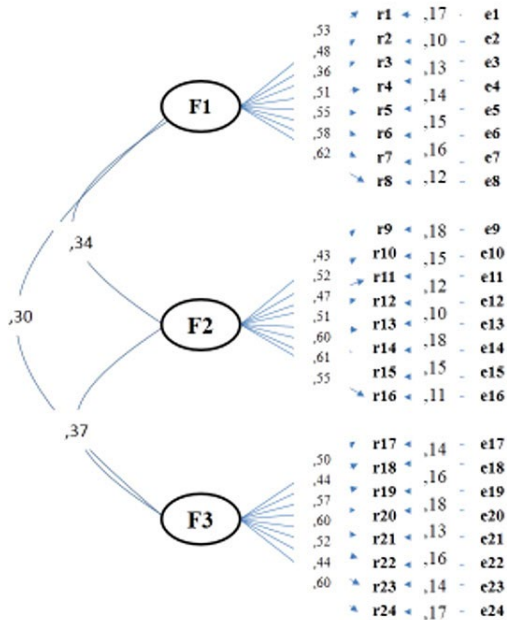 ,53
,48
,36
,51
,55
,58
,62
F1
r1 ,17 e1
r2 ,10 e2
r3 ,13 e3
r4 ,14 e4
r5 ,15 e5
r6 e6
r7 ,16 e7
r8 ,12 e8
,34
,30
,43
,52
,47
,51
,60
,61
,55
F2
r9 ,18 e9
r10 ,15 e10
r11 ,12 e11
r12 ,10 e12
r13 ,18 e13
r14 e14
r15 ,15 e15
r16 ,11 e16
,37
,50
,44
,57
,60
,52
,44
,60
F3
r17 ,14 e17
r18 ,16 e18
r19 ,18 e19
r20 e20
r21 ,13 e21
r22 ,16 e22
r23 ,14 e23
r24 ,17 e24